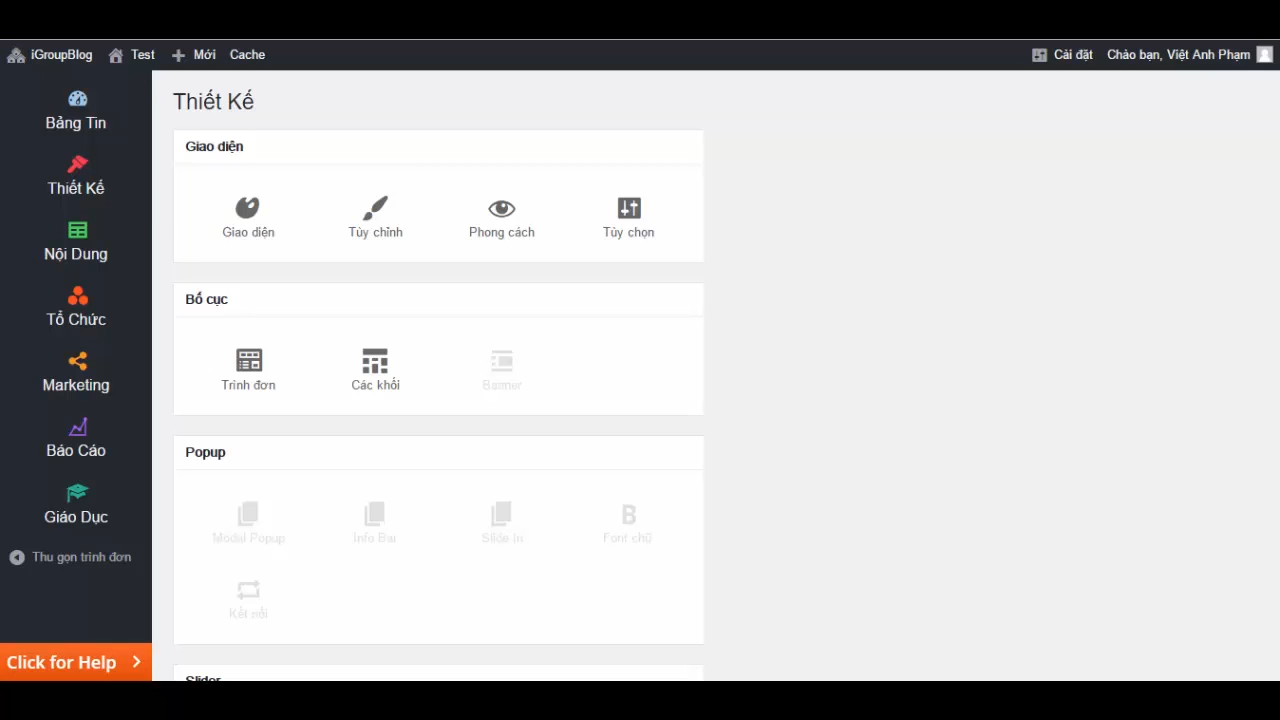 iGroupBlog Test Mới Cache Cài đặt Chào bạn, Việt Anh Phạm
Bảng Tin
Thiết Kế
Nội Dung
Tổ Chức
Marketing
Báo Cáo
Giáo Dục
Thu gọn trình đơn
Click for Help
Thiết Kế
Giao diện
Giao diện Tùy chỉnh Phong cách Tùy chọn
Bố cục
Trình đơn Các khối Banner
Popup
Modal Popup Info Bar Slide In Font chữ
Kết nối
Slider